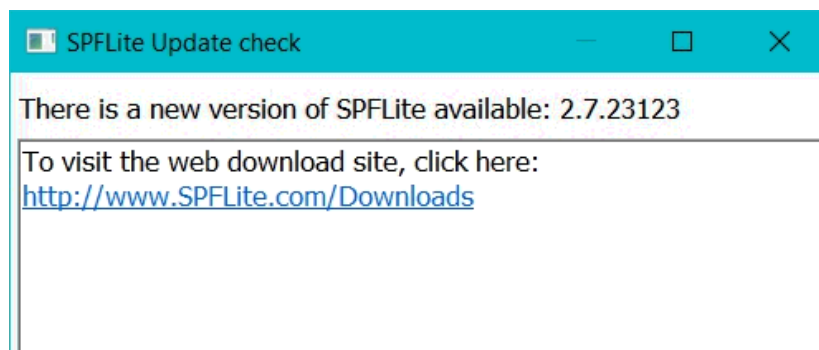 SPFLite Update check
There is a new version of SPFLite available: 2.7.23123
To visit the web download site, click here:
http://www.SPFLite.com/Downloads